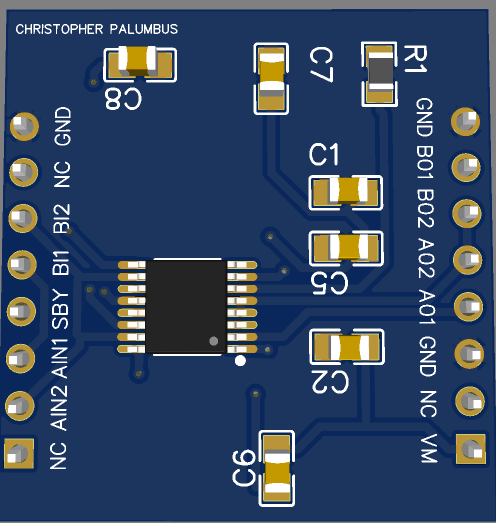 CHRISTOPHER PALUMBUS
C8
C7
R1
C1
C5
C2
C9
GND
NC
BI2
BI1
SBY
AIN1
AIN2
NC
GND
B01
B02
A02
A01
GND
NC
VM